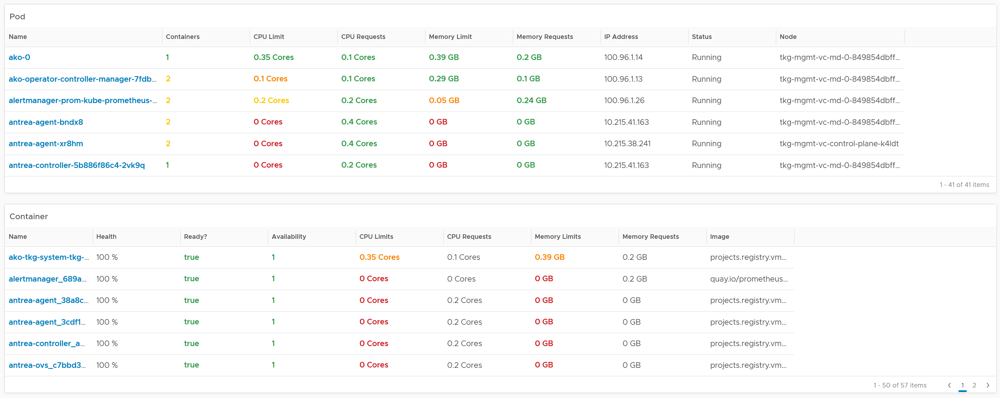 Pod
Name Containers CPU Limit CPU Requests Memory Limit Memory Requests IP Address Status Node
ako-0 1 0.35 Cores 0.1 Cores 0.39 GB 0.2 GB 100.96.1.14 Running tkg-mgmt-vc-md-0-849854dbff...
ako-operator-controller-manager-7fdb... 2 0.1 Cores 0.1 Cores 0.29 GB 0.1 GB 100.96.1.13 Running tkg-mgmt-vc-md-0-849854dbff...
alertmanager-prom-kube-prometheus-... 2 0.2 Cores 0.2 Cores 0.05 GB 0.24 GB 100.96.1.26 Running tkg-mgmt-vc-md-0-849854dbff...
antrea-agent-bndx8 2 0 Cores 0.4 Cores 0 GB 0 GB 10.215.41.163 Running tkg-mgmt-vc-md-0-849854dbff...
antrea-agent-xr8hm 2 0 Cores 0.4 Cores 0 GB 0 GB 10.215.38.241 Running tkg-mgmt-vc-control-plane-k4ldt
antrea-controller-5b886f86c4-2vk9q 1 0 Cores 0.2 Cores 0 GB 0 GB 10.215.41.163 Running tkg-mgmt-vc-md-0-849854dbff...
1 - 41 of 41 items
Container
Name Health Ready? Availability CPU Limits CPU Requests Memory Limits Memory Requests Image
ako-tkg-system-tkg-... 100 % true 1 0.35 Cores 0.1 Cores 0.39 GB 0.2 GB projects.registry.vm...
alertmanager_689a... 100 % true 1 0 Cores 0 Cores 0 GB 0.2 GB quay.io/prometheus...
antrea-agent_38a8c... 100 % true 1 0 Cores 0.2 Cores 0 GB 0 GB projects.registry.vm...
antrea-agent_3cdf1... 100 % true 1 0 Cores 0.2 Cores 0 GB 0 GB projects.registry.vm...
antrea-controller_a... 100 % true 1 0 Cores 0.2 Cores 0 GB 0 GB projects.registry.vm...
antrea-ovs_c7bbd3... 100 % true 1 0 Cores 0.2 Cores 0 GB 0 GB projects.registry.vm...
1 - 50 of 57 items 1 2